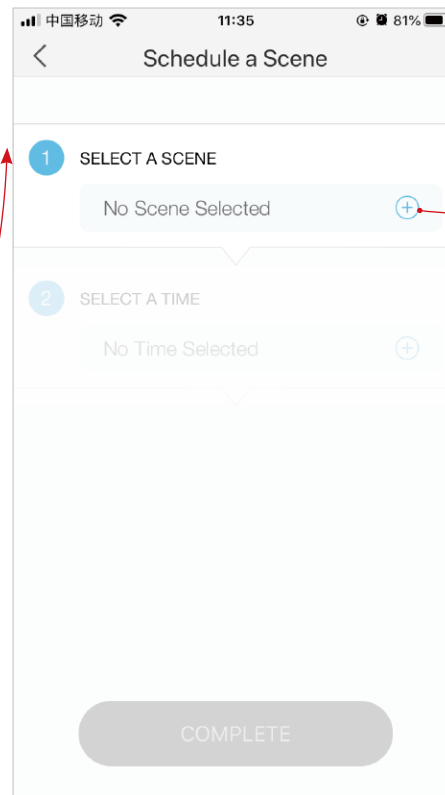 中国移动 11:35 81%
Schedule a Scene
1 SELECT A SCENE
No Scene Selected
2 SELECT A TIME
No Time Selected
COMPLETE